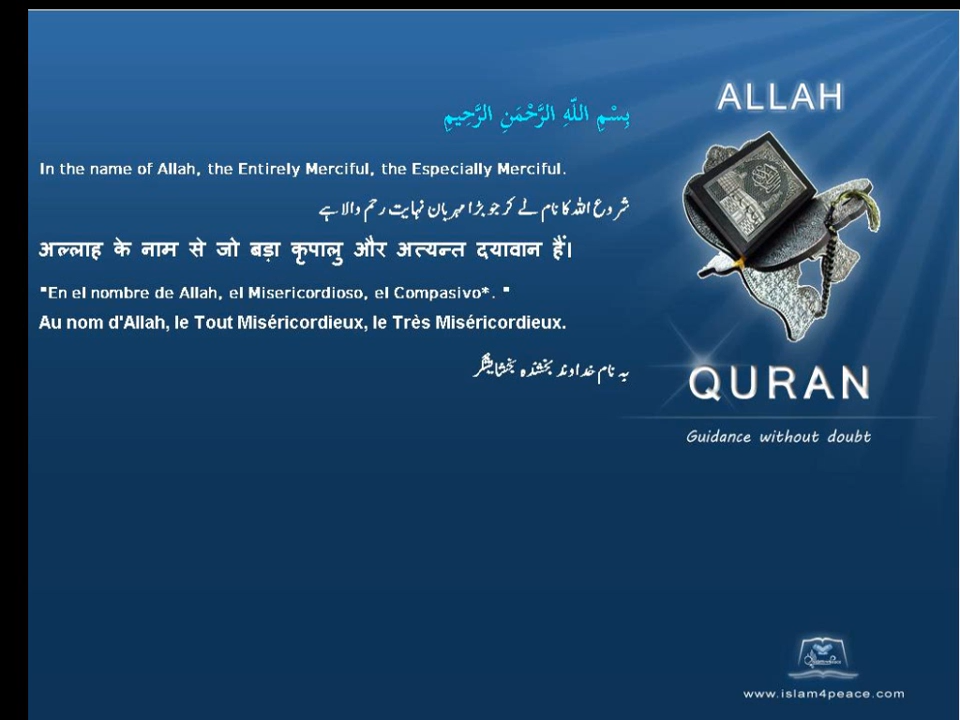 بِسْمِ اللّهِ الرَّحْمَنِ الرَّحِيمِ
In the name of Allah, the Entirely Merciful, the Especially Merciful.
شروع الله کا نام لے کر جو بڑا مہربان نہایت رحم والا ہے
अल्लाह के नाम से जो बड़ा कृपालु और अत्यन्त दयावान हैं।
"En el nombre de Allah, el Misericordioso, el Compasivo*. "
Au nom d'Allah, le Tout Miséricordieux, le Très Miséricordieux.
به نام خداوند بخشنده بخشایشگر
ALLAH
QURAN
Guidance without doubt
www.islam4peace.com